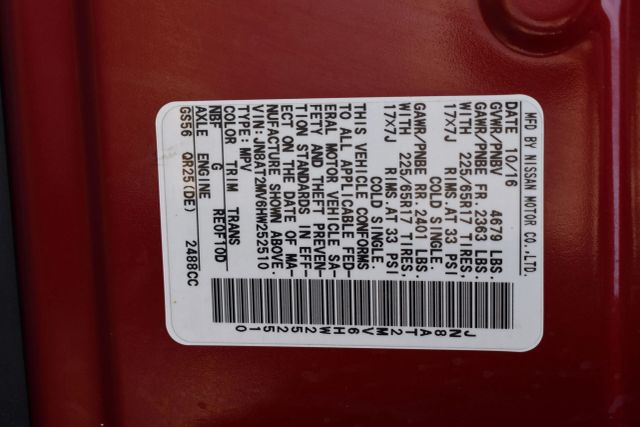 MFD BY NISSAN MOTOR CO.,LTD.
DATE 10/16
GVWR/PNBV 4679 LBS.
GAWR/PNBE FR. 2363 LBS.
WITH 225/65R17 TIRES,
17X7J RIMS.AT 33 PSI
COLD SINGLE.
GAWR/PNBE RR. 2401 LBS.
WITH 225/65R17 TIRES,
17X7J RIMS.AT 33 PSI
COLD SINGLE.
THIS VEHICLE CONFORMS
TO ALL APPLICABLE FED-
ERAL MOTOR VEHICLE SA-
FETY AND THEFT PREVEN-
TION STANDARDS IN EFF-
ECT ON THE DATE OF MA-
NUFACTURE SHOWN ABOVE.
VIN:JN8AT2MV6HW252510
TYPE:MPV
COLOR TRIM TRANS
NBF G RE0F10D
AXLE ENGINE
GS56 QR25(DE) 2488CC
JN8AT2MV6HW252510